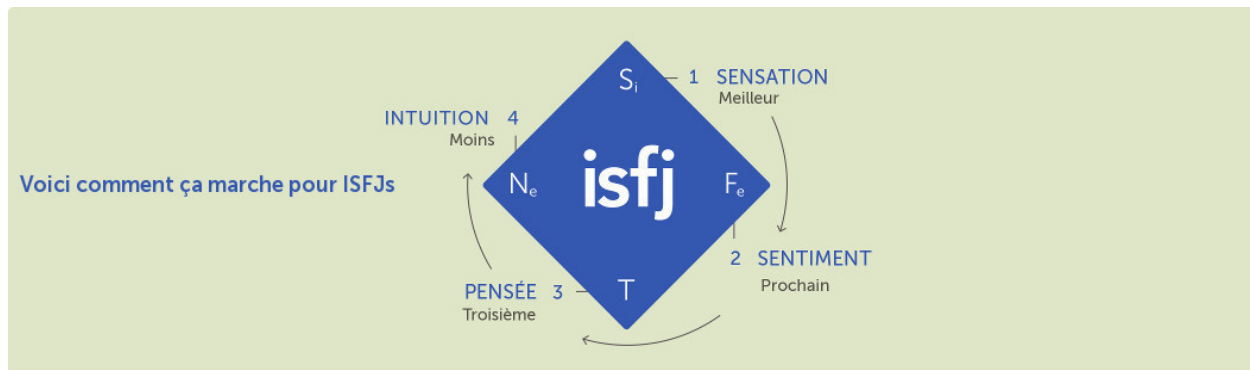 Voici comment ça marche pour ISFJs
Si
1 SENSATION
Meilleur
INTUITION 4
Moins
Ne
isfj
Fe
2 SENTIMENT
Prochain
PENSÉE 3
Troisième
T